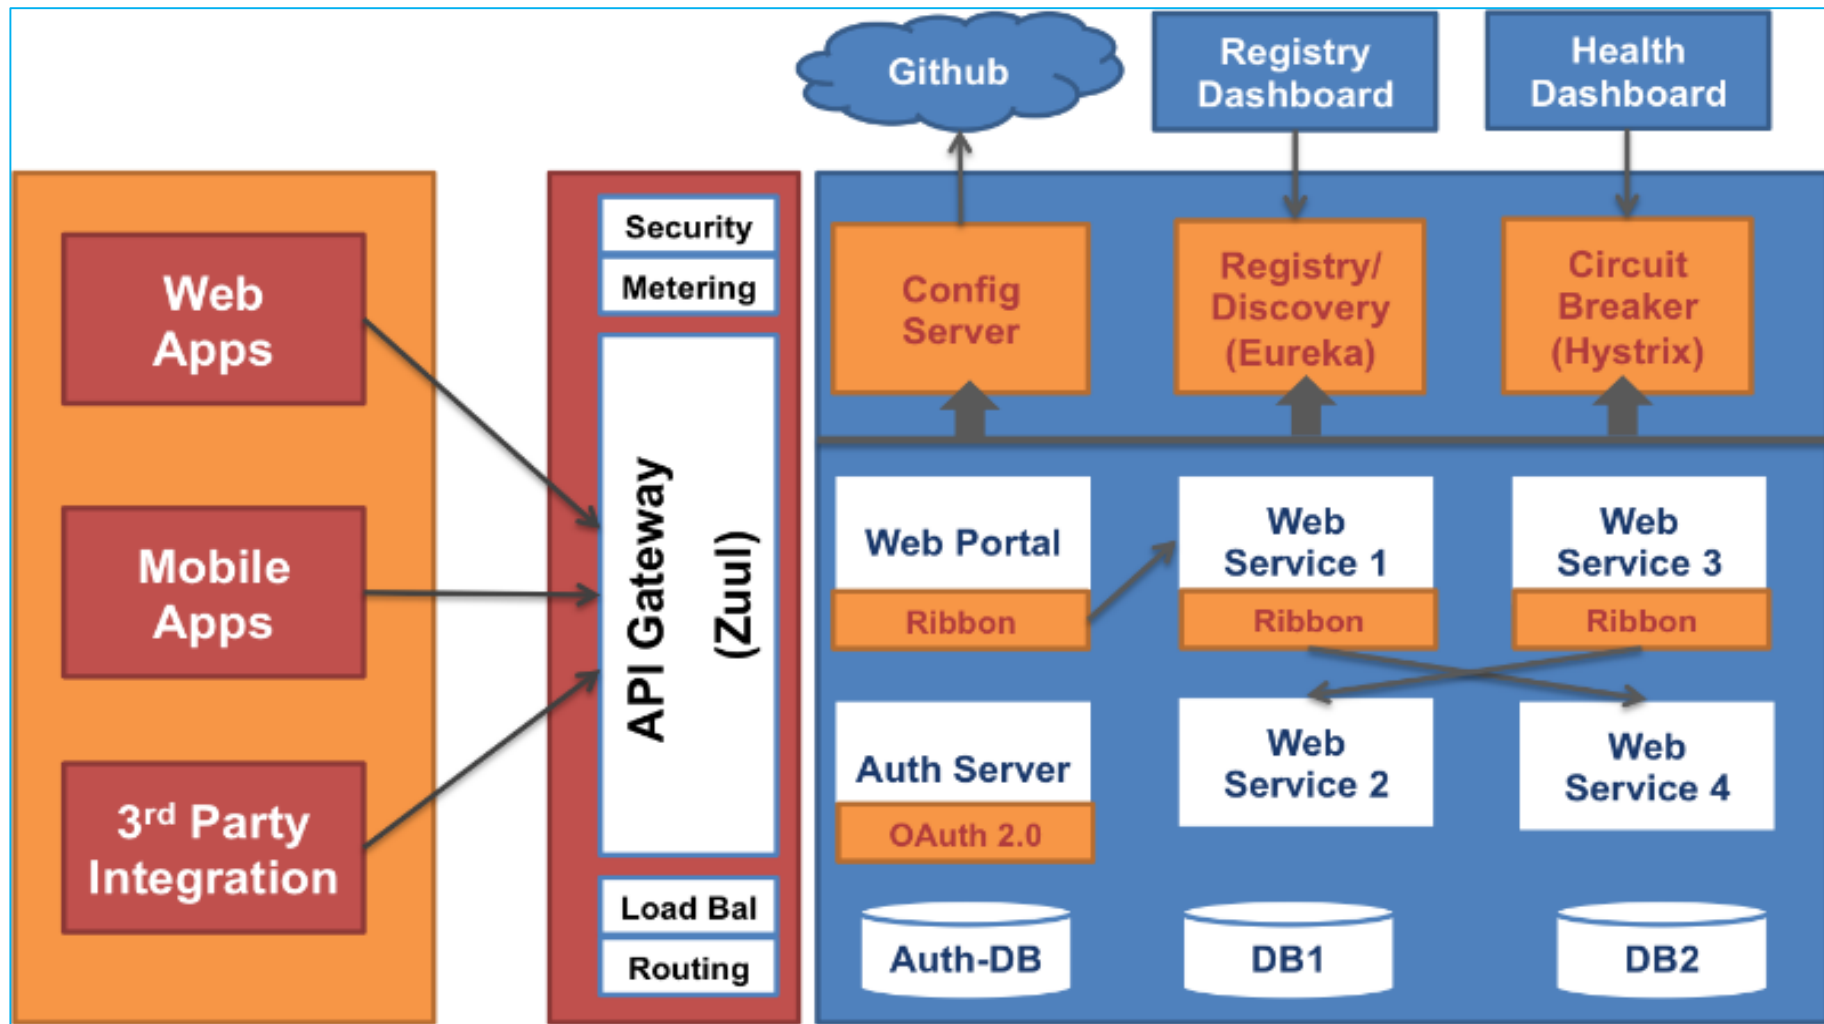 Github
Registry
Dashboard
Health
Dashboard
Web
Apps
Mobile
Apps
3rd Party
Integration
Security
Metering
API Gateway
(Zuul)
Load Bal
Routing
Config
Server
Registry/
Discovery
(Eureka)
Circuit
Breaker
(Hystrix)
Web Portal
Ribbon
Web
Service 1
Ribbon
Web
Service 3
Ribbon
Auth Server
OAuth 2.0
Web
Service 2
Web
Service 4
Auth-DB
DB1
DB2